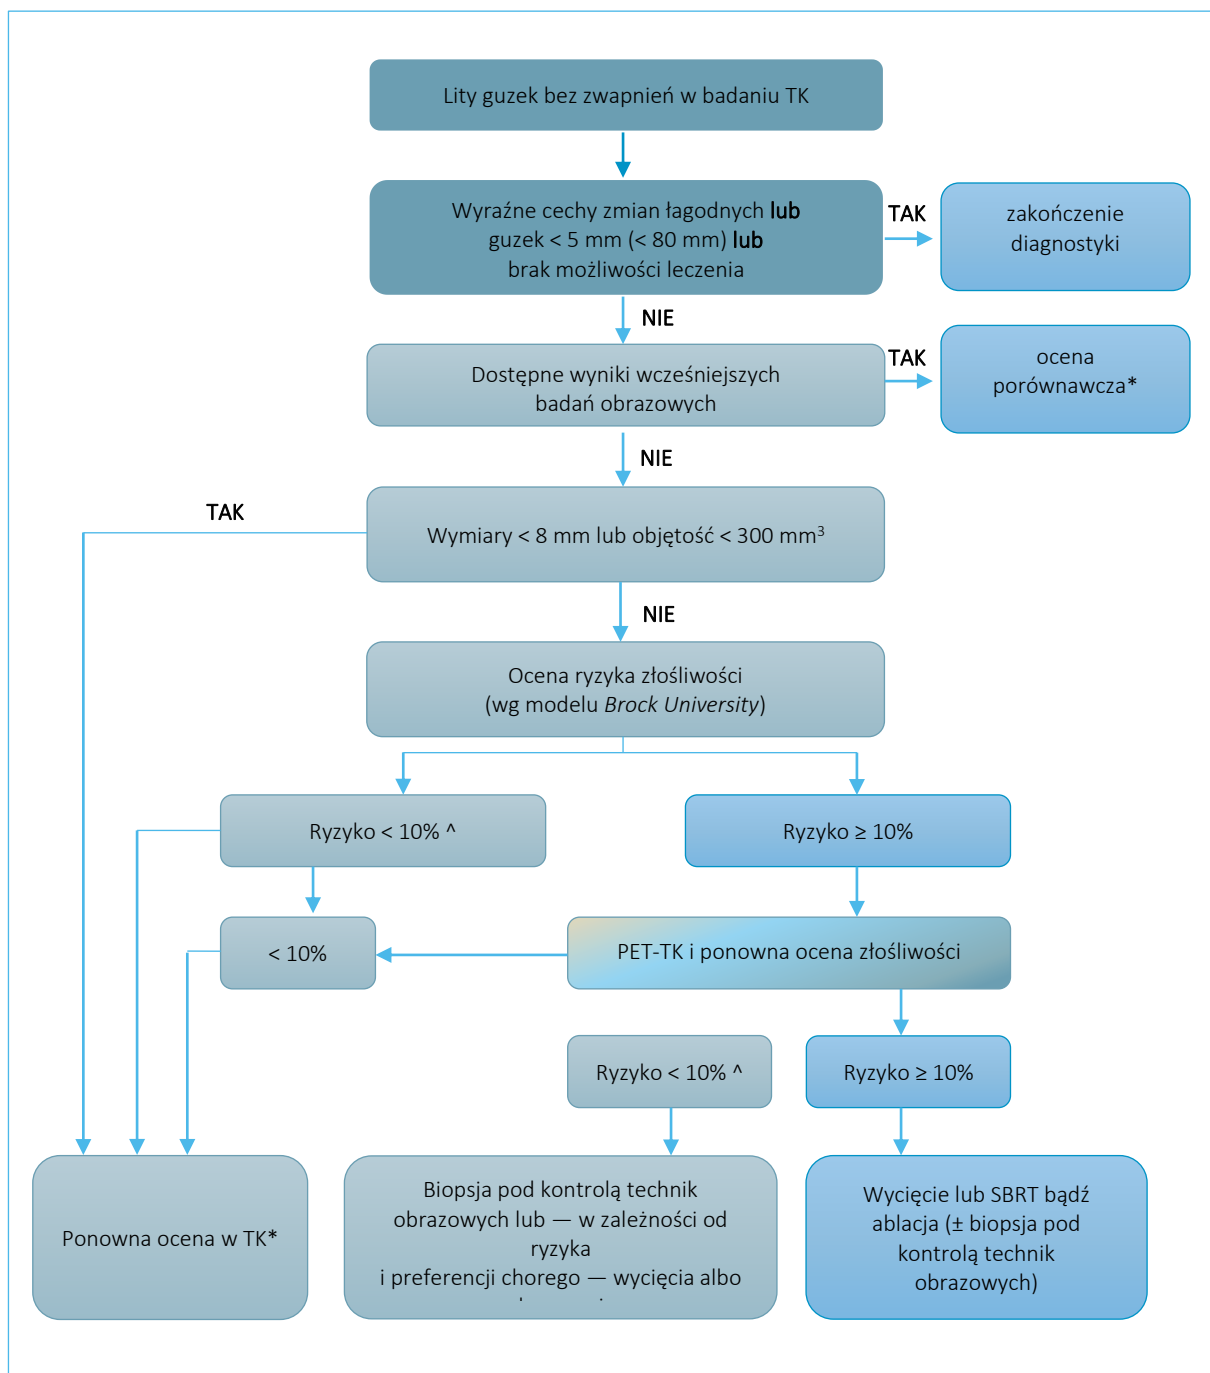 Lity guzek bez zwapnień w badaniu TK
Wyraźne cechy zmian łagodnych lub
guzek < 5 mm (< 80 mm) lub
brak możliwości leczenia
TAK
zakończenie
diagnostyki
NIE
Dostępne wyniki wcześniejszych
badań obrazowych
TAK
ocena
porównawcza*
NIE
TAK
Wymiary < 8 mm lub objętość < 300 mm³
NIE
Ocena ryzyka złośliwości
(wg modelu Brock University)
Ryzyko < 10% ^
Ryzyko ≥ 10%
< 10%
PET-TK i ponowna ocena złośliwości
Ryzyko < 10% ^
Ryzyko ≥ 10%
Ponowna ocena w TK*
Biopsja pod kontrolą technik
obrazowych lub — w zależności od
ryzyka
i preferencji chorego — wycięcia albo
Wycięcie lub SBRT bądź
ablacja (± biopsja pod
kontrolą technik
obrazowych)